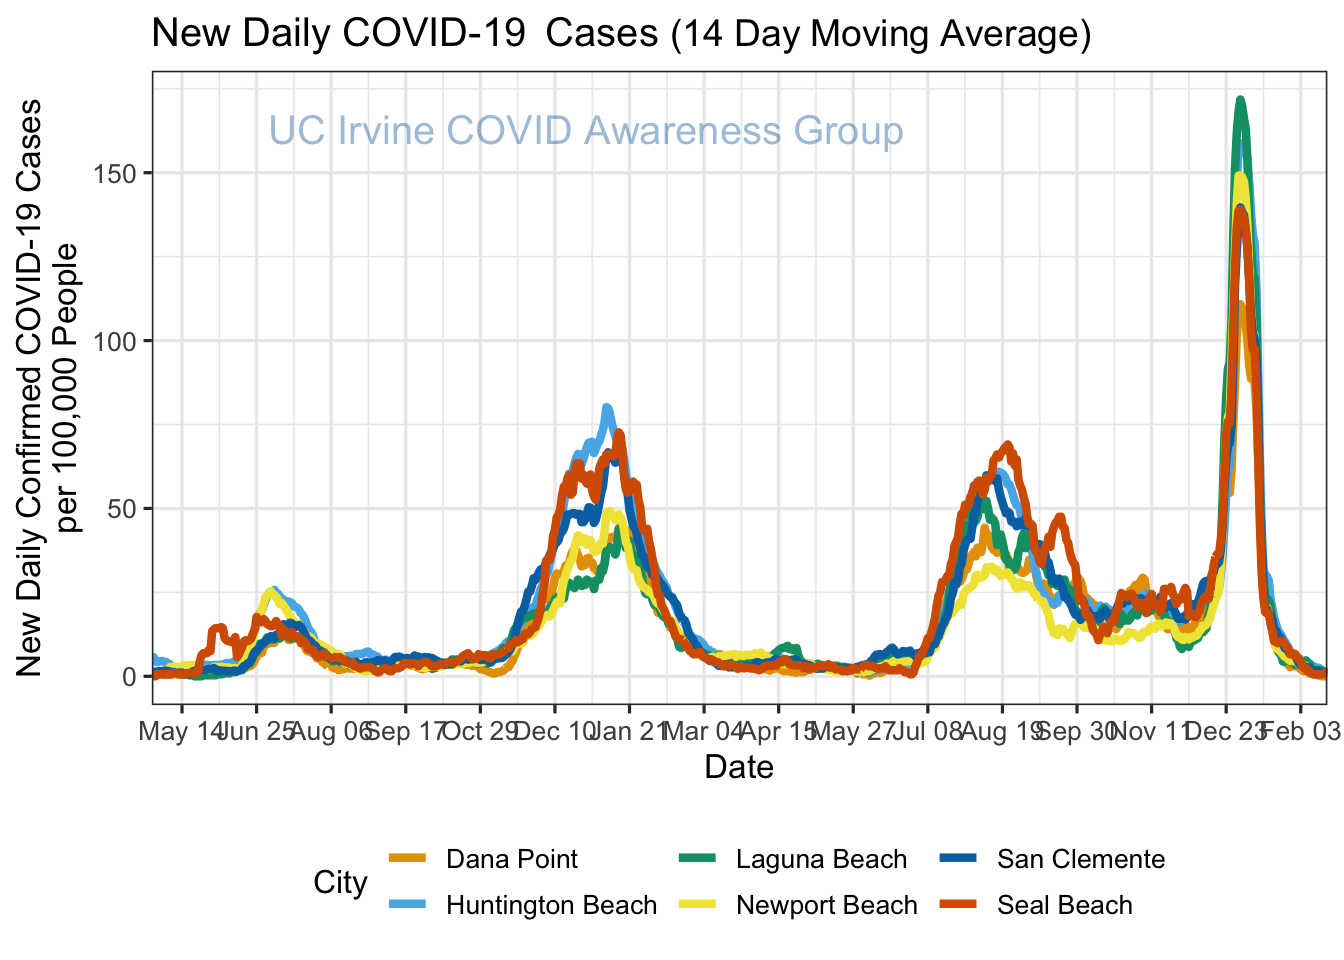 New Daily COVID-19  Cases (14 Day Moving Average)
UC Irvine COVID Awareness Group
New Daily Confirmed COVID-19 Cases
per 100,000 People
150
100
50
0
May 14 Jun 25 Aug 06 Sep 17 Oct 29 Dec 10 Jan 21 Mar 04 Apr 15 May 27 Jul 08 Aug 19 Sep 30 Nov 11 Dec 23 Feb 03
Date
City
Dana Point Laguna Beach San Clemente
Huntington Beach Newport Beach Seal Beach